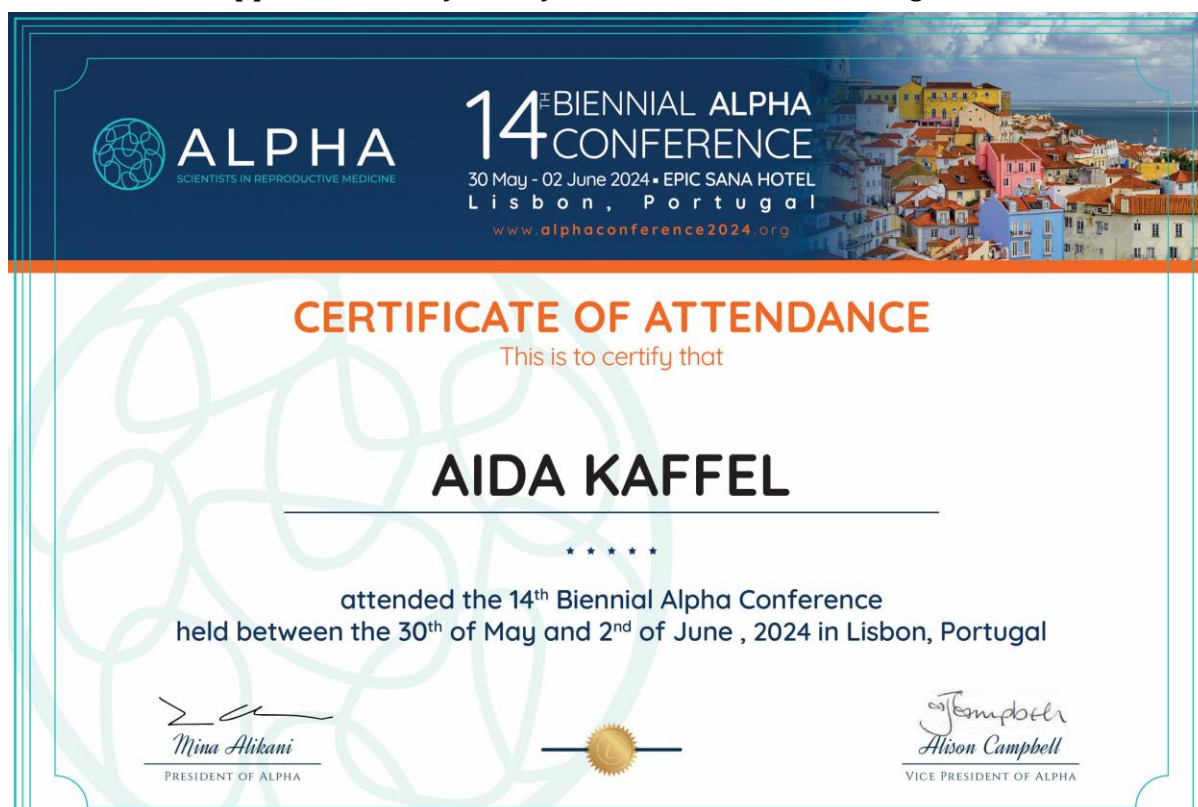 ALPHA
SCIENTISTS IN REPRODUCTIVE MEDICINE
14TH BIENNIAL ALPHA
CONFERENCE
30 May - 02 June 2024 ▪ EPIC SANA HOTEL
Lisbon, Portugal
www.alphaconference2024.org
CERTIFICATE OF ATTENDANCE
This is to certify that
AIDA KAFFEL
attended the 14th Biennial Alpha Conference
held between the 30th of May and 2nd of June , 2024 in Lisbon, Portugal
Mina Alikani
PRESIDENT OF ALPHA
Alison Campbell
VICE PRESIDENT OF ALPHA